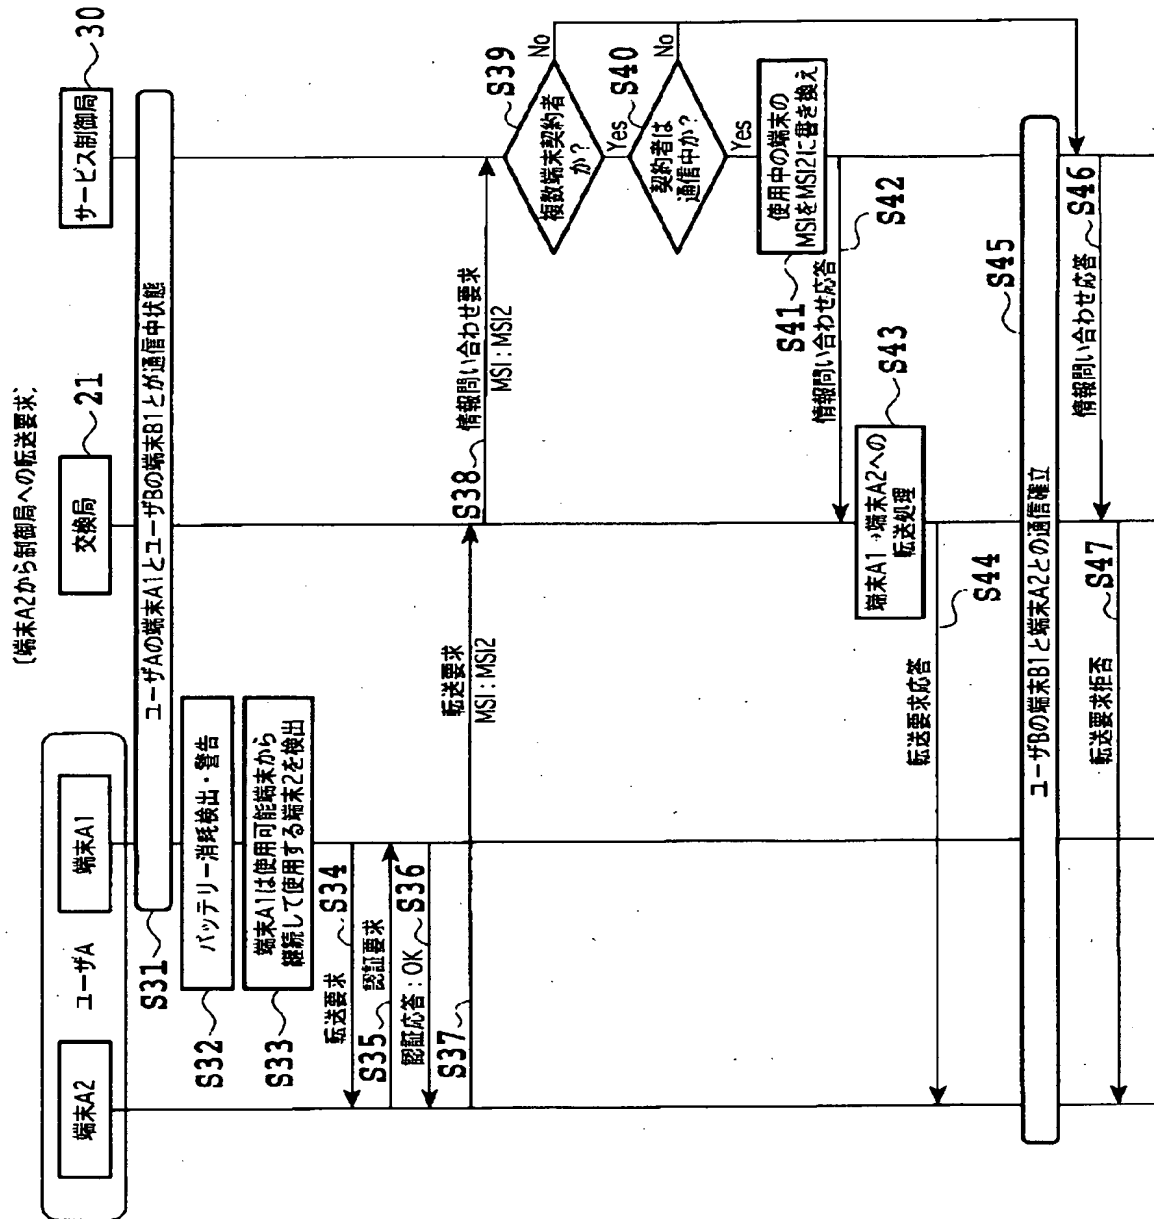 〔端末A2から制御局への転送要求〕
ユーザA
端末A2
端末A1
交換局
21
サービス制御局
30
S31
ユーザAの端末A1とユーザBの端末B1とが通信中状態
S32
バッテリー消耗検出・警告
S33
端末A1は使用可能端末から
継続して使用する端末2を検出
転送要求
S34
S35
認証要求
認証応答:OK
S36
S37
転送要求
MSI:MSI2
S38
情報問い合わせ要求
MSI:MSI2
S39
複数端末契約者
か?
No
Yes
S40
契約者は
通信中か?
No
Yes
S41
使用中の端末の
MSIをMSI2に書き換え
情報問い合わせ応答
S42
S43
端末A1→端末A2への
転送処理
転送要求応答
S44
S45
ユーザBの端末B1と端末A2との通信確立
情報問い合わせ応答
S46
転送要求拒否
S47